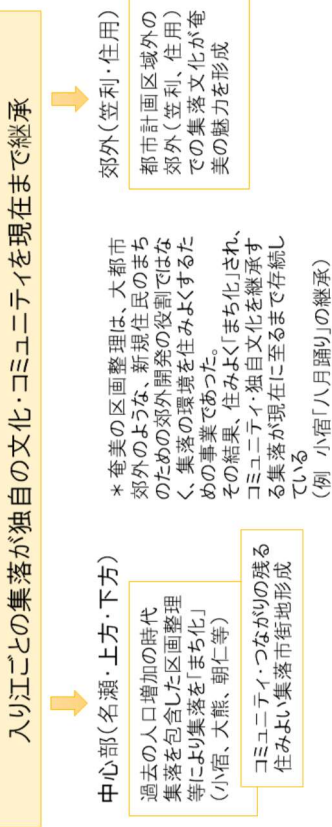 入り江ごとの集落が独自の文化・コミュニティを現在まで継承
中心部(名瀬・上方・下方)
過去の人口増加の時代
集落を包含した区画整理
等により集落を「まち化」
(小宿、大熊、朝仁等)
コミュニティ・つながりの残る
住みよい集落市街地形成
＊奄美の区画整理は、大都市
郊外のような、新規住民のまち
のための郊外開発の役割ではな
く、集落の環境を住みよくするた
めの事業であった。
その結果、住みよく「まち化」され、
コミュニティ・独自文化を継承す
る集落が現在に至るまで存続し
ている
(例　小宿「八月踊り」の継承)
郊外(笠利・住用)
都市計画区域外の
郊外(笠利、住用)
での集落文化が奄
美の魅力を形成